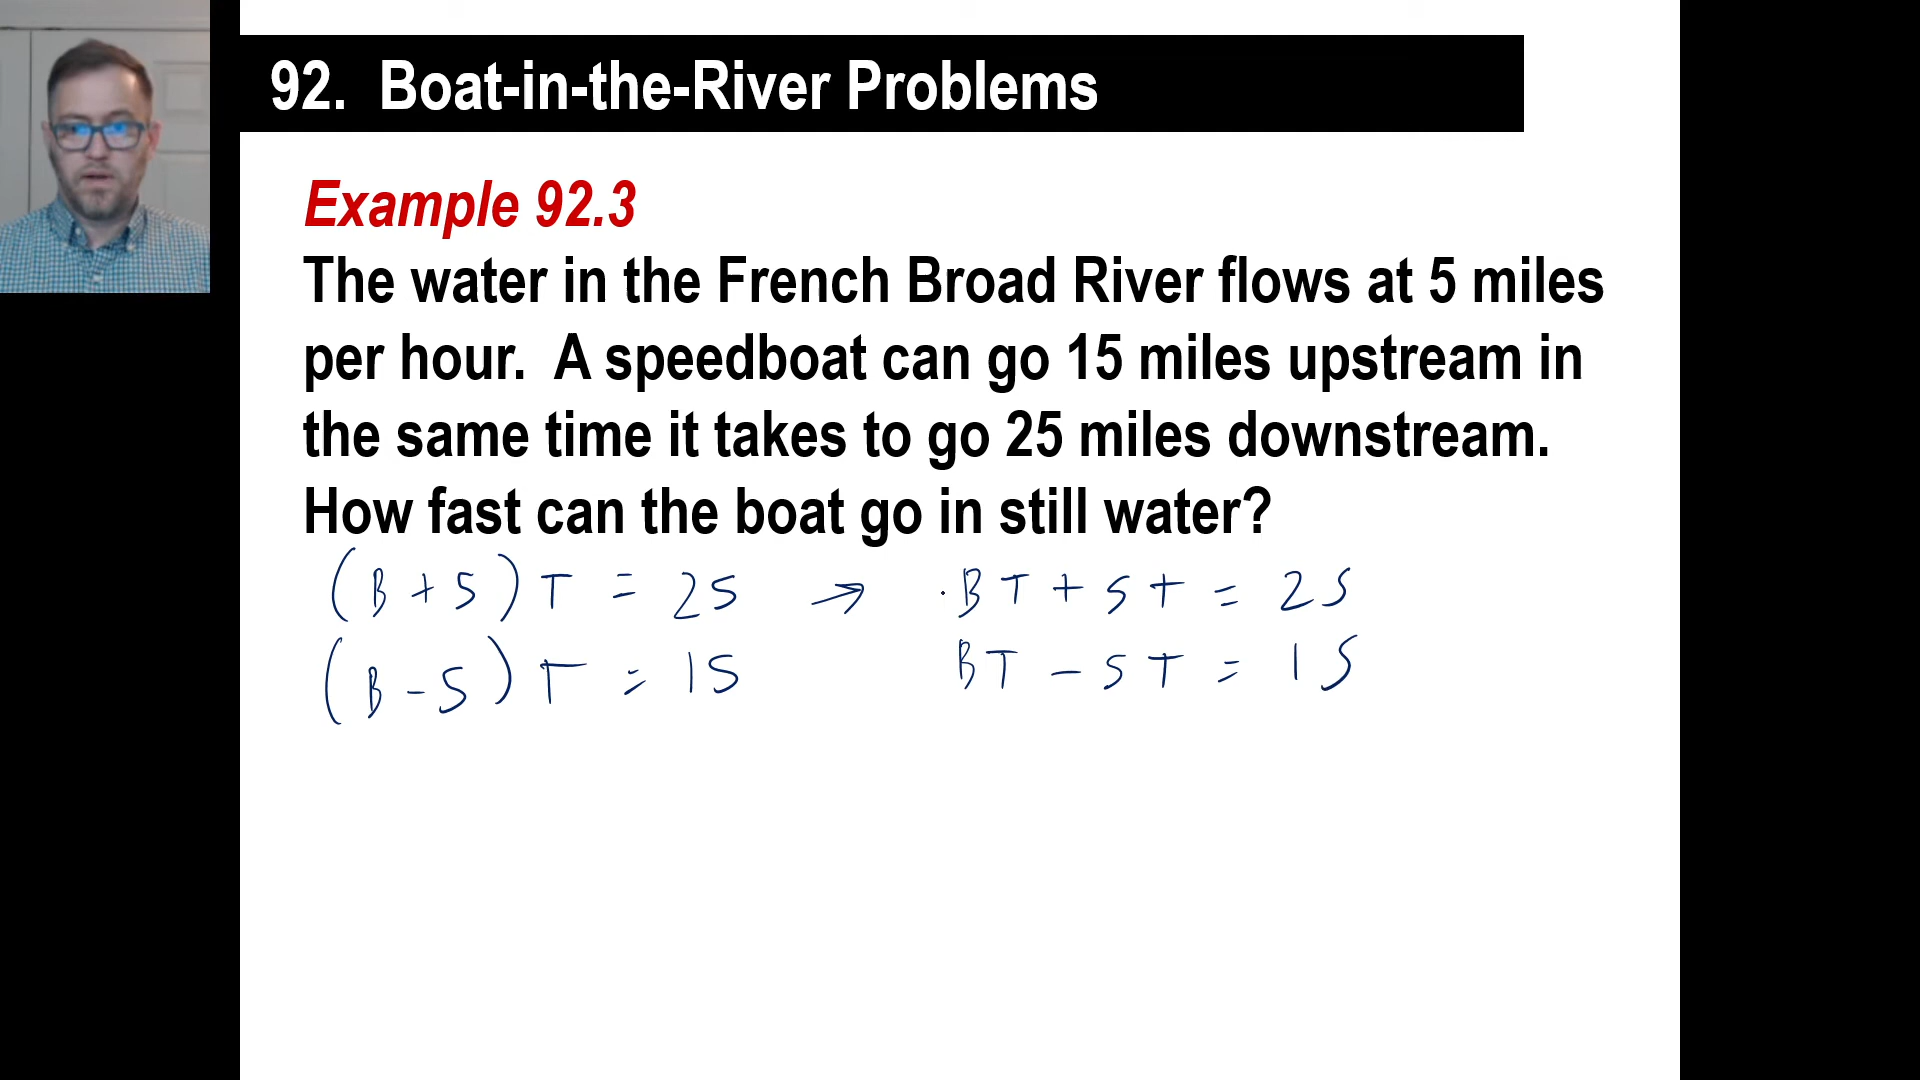 92. Boat-in-the-River Problems
Example 92.3
The water in the French Broad River flows at 5 miles
per hour. A speedboat can go 15 miles upstream in
the same time it takes to go 25 miles downstream.
How fast can the boat go in still water?
(B + 5) T = 25 → BT + 5T = 25
(B - 5) T = 15 BT - 5T = 15